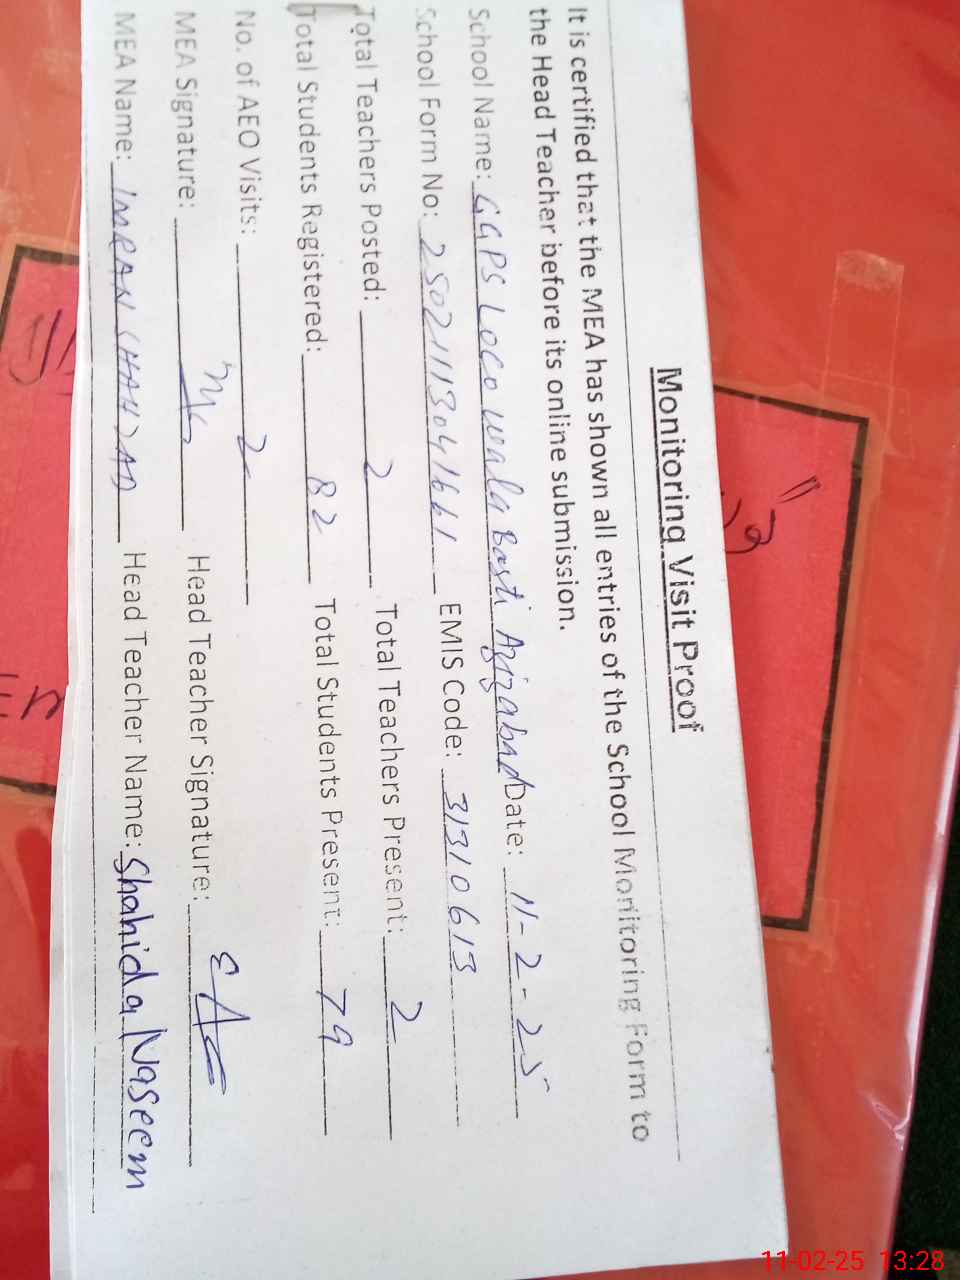 Monitoring Visit Proof
It is certified that the MEA has shown all entries of the School Monitoring Form to
the Head Teacher before its online submission.
School Name: GGPS Loco wala Basti Azizabad Date: 11-2-25
School Form No: 25021113041661 EMIS Code: 31310613
Total Teachers Posted: 2 Total Teachers Present: 2
Total Students Registered: 82 Total Students Present: 79
No. of AEO Visits: 2
MEA Signature: Head Teacher Signature:
MEA Name: IMRAN SHAHZAD Head Teacher Name: Shahida Naseem
11-02-25 13:28